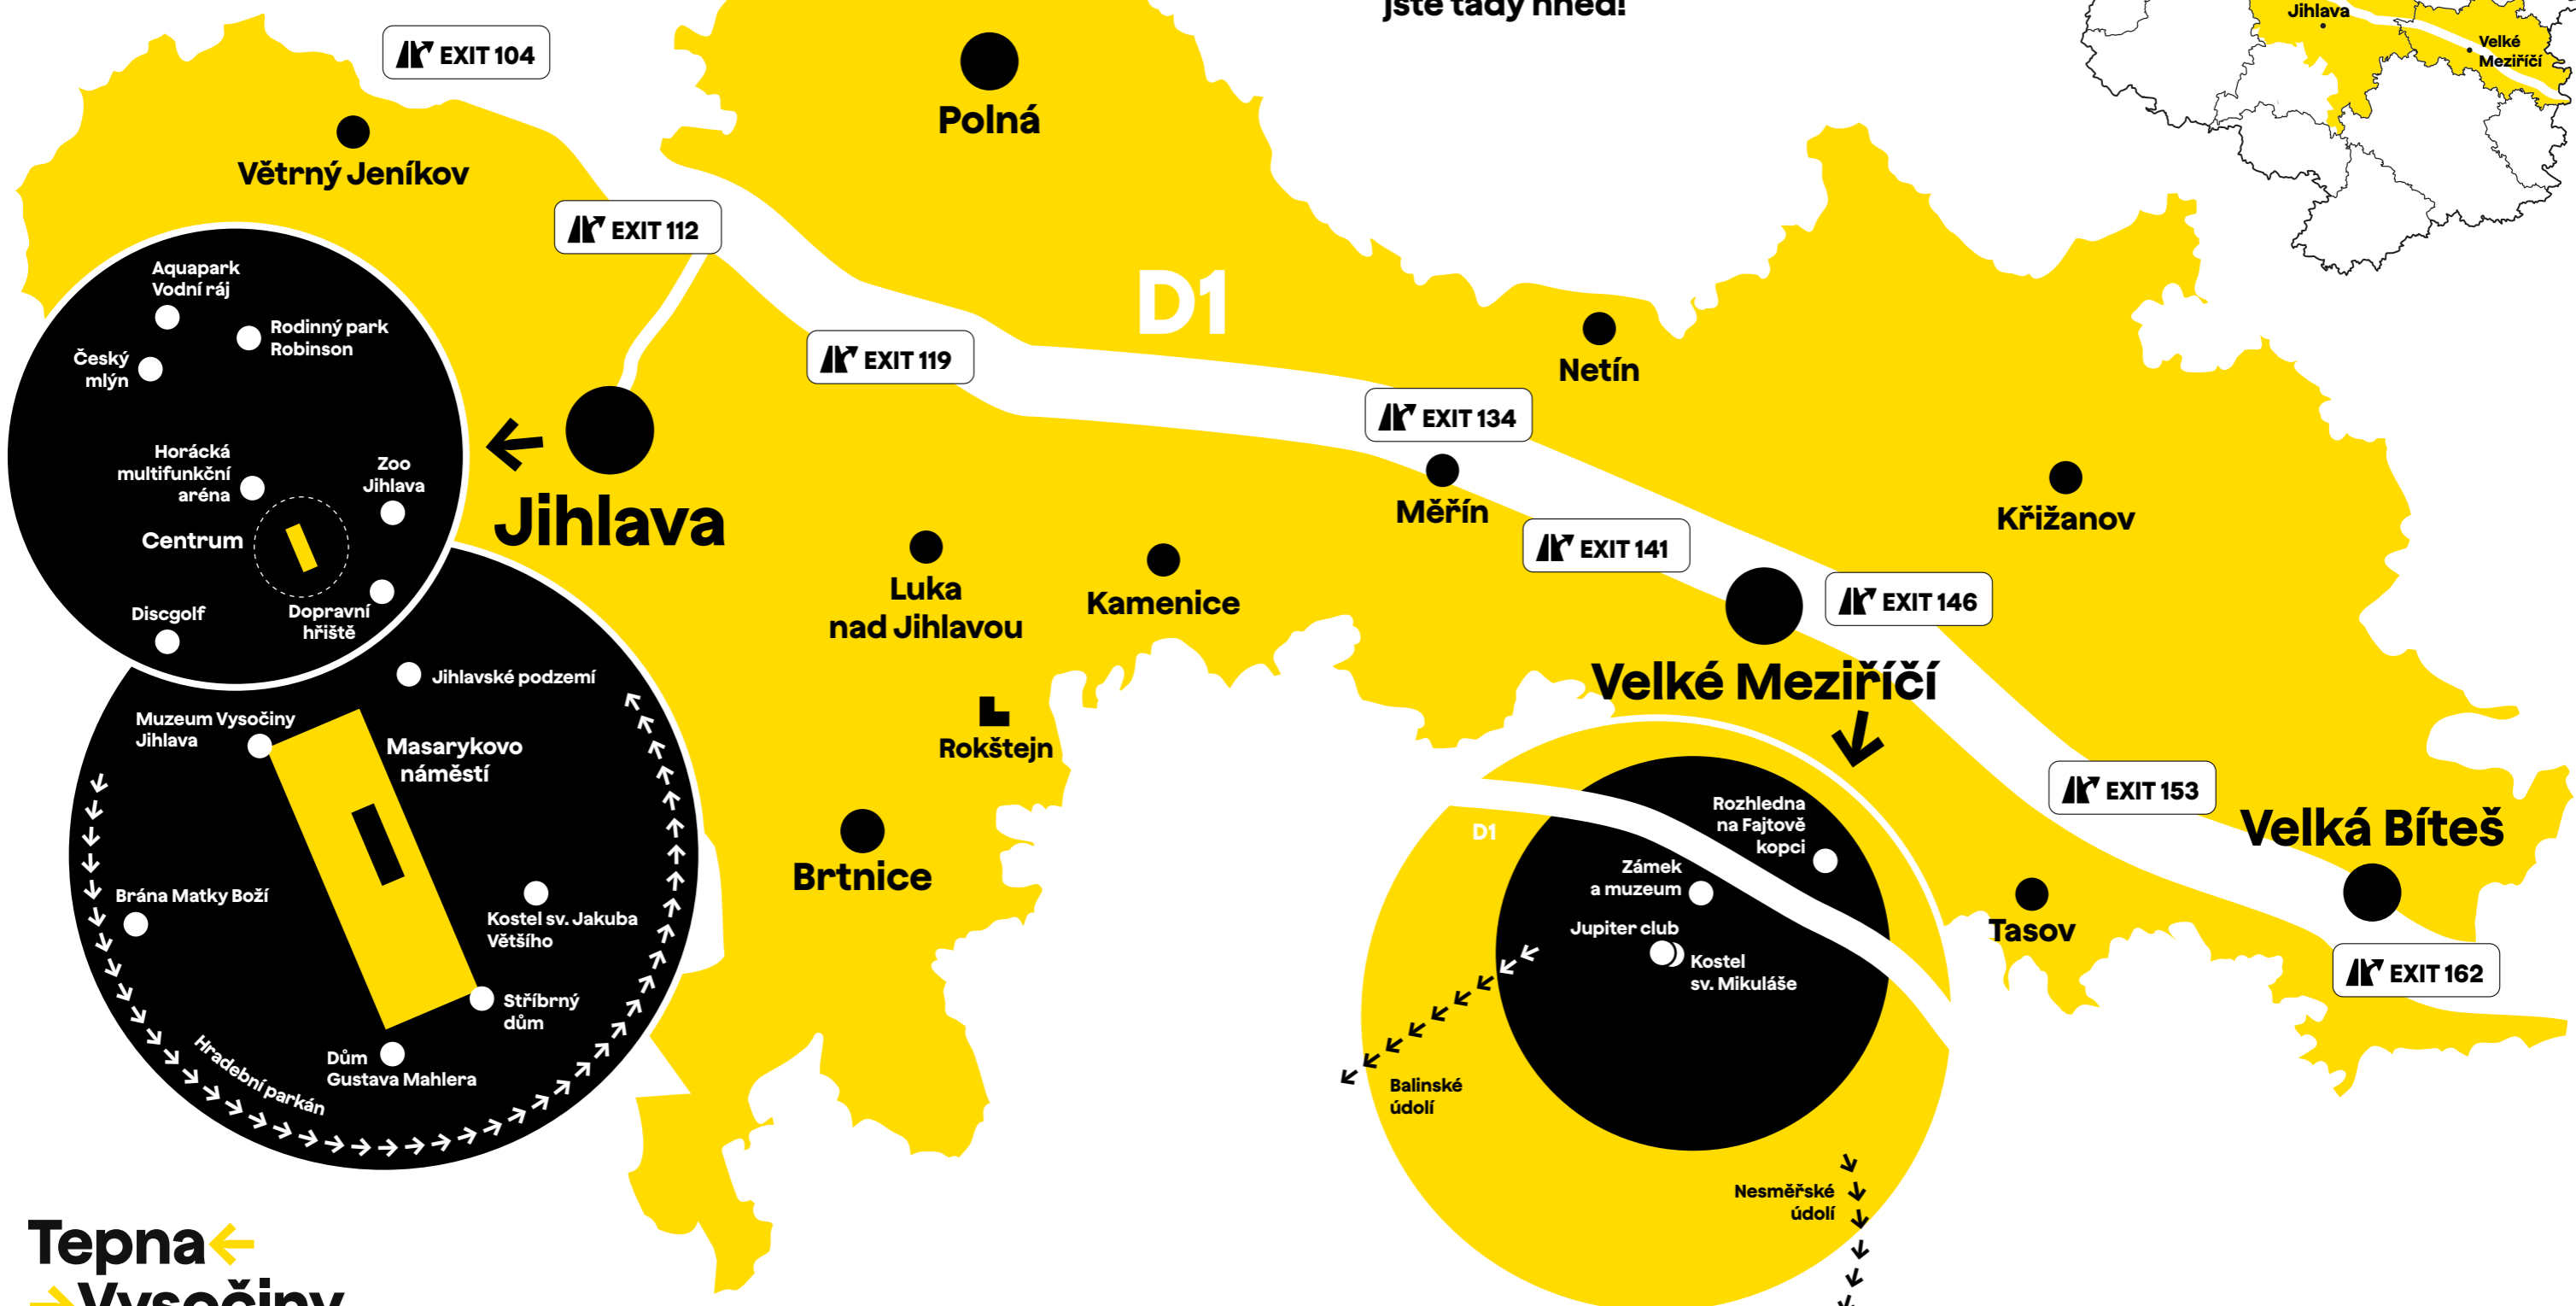 jste tady hned!
Jihlava
Velké
Meziříčí
EXIT 104
Polná
Větrný Jeníkov
EXIT 112
D1
EXIT 119
Netín
EXIT 134
Měřín
Křižanov
EXIT 141
EXIT 146
Jihlava
Luka
nad Jihlavou
Kamenice
Velké Meziříčí
Rokštejn
EXIT 153
Velká Bíteš
Brtnice
Tasov
EXIT 162
Aquapark
Vodní ráj
Rodinný park
Robinson
Český
mlýn
Horácká
multifunkční
aréna
Zoo
Jihlava
Centrum
Discgolf
Dopravní
hřiště
Jihlavské podzemí
Muzeum Vysočiny
Jihlava
Masarykovo
náměstí
Brána Matky Boží
Kostel sv. Jakuba
Většího
Stříbrný
dům
Dům
Gustava Mahlera
Hradební parkán
D1
Rozhledna
na Fajtově
kopci
Zámek
a muzeum
Jupiter club
Kostel
sv. Mikuláše
Balinské
údolí
Nesměřské
údolí
Tepna
Vysočiny